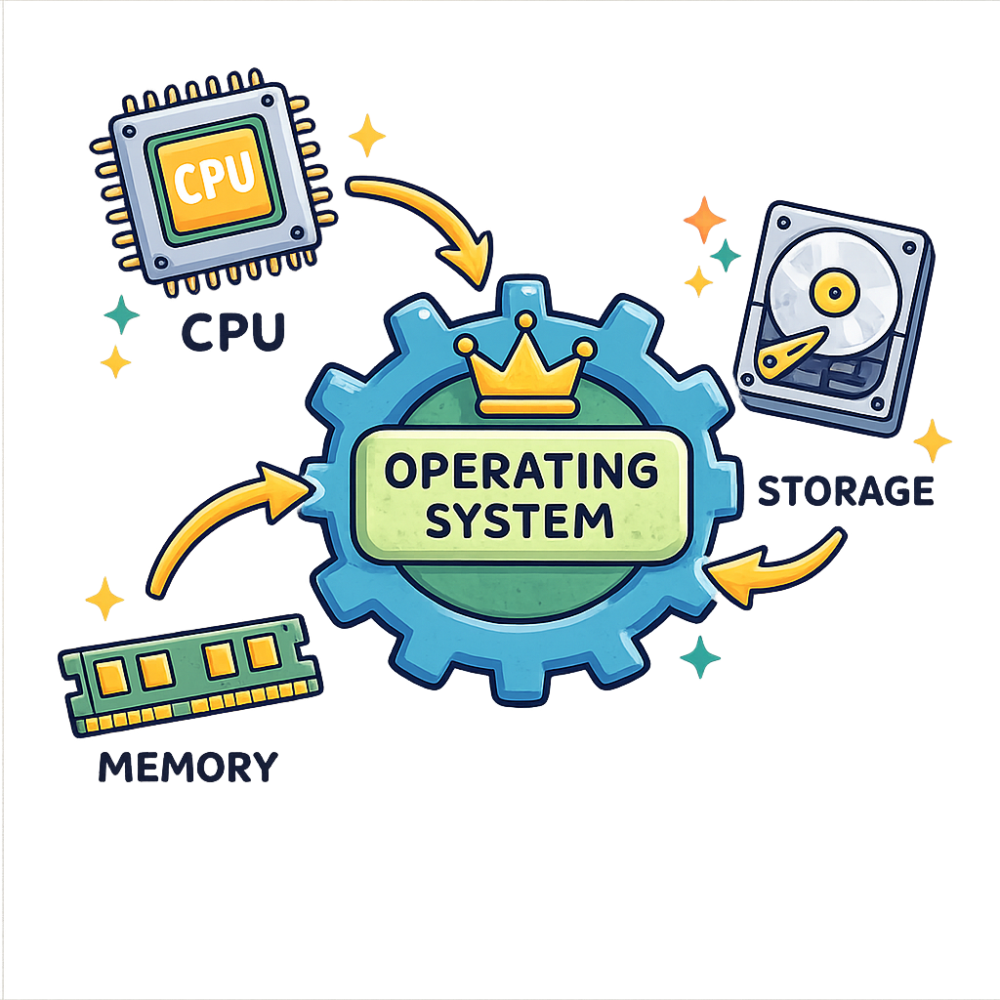 CPU
CPU
OPERATING
SYSTEM
STORAGE
MEMORY